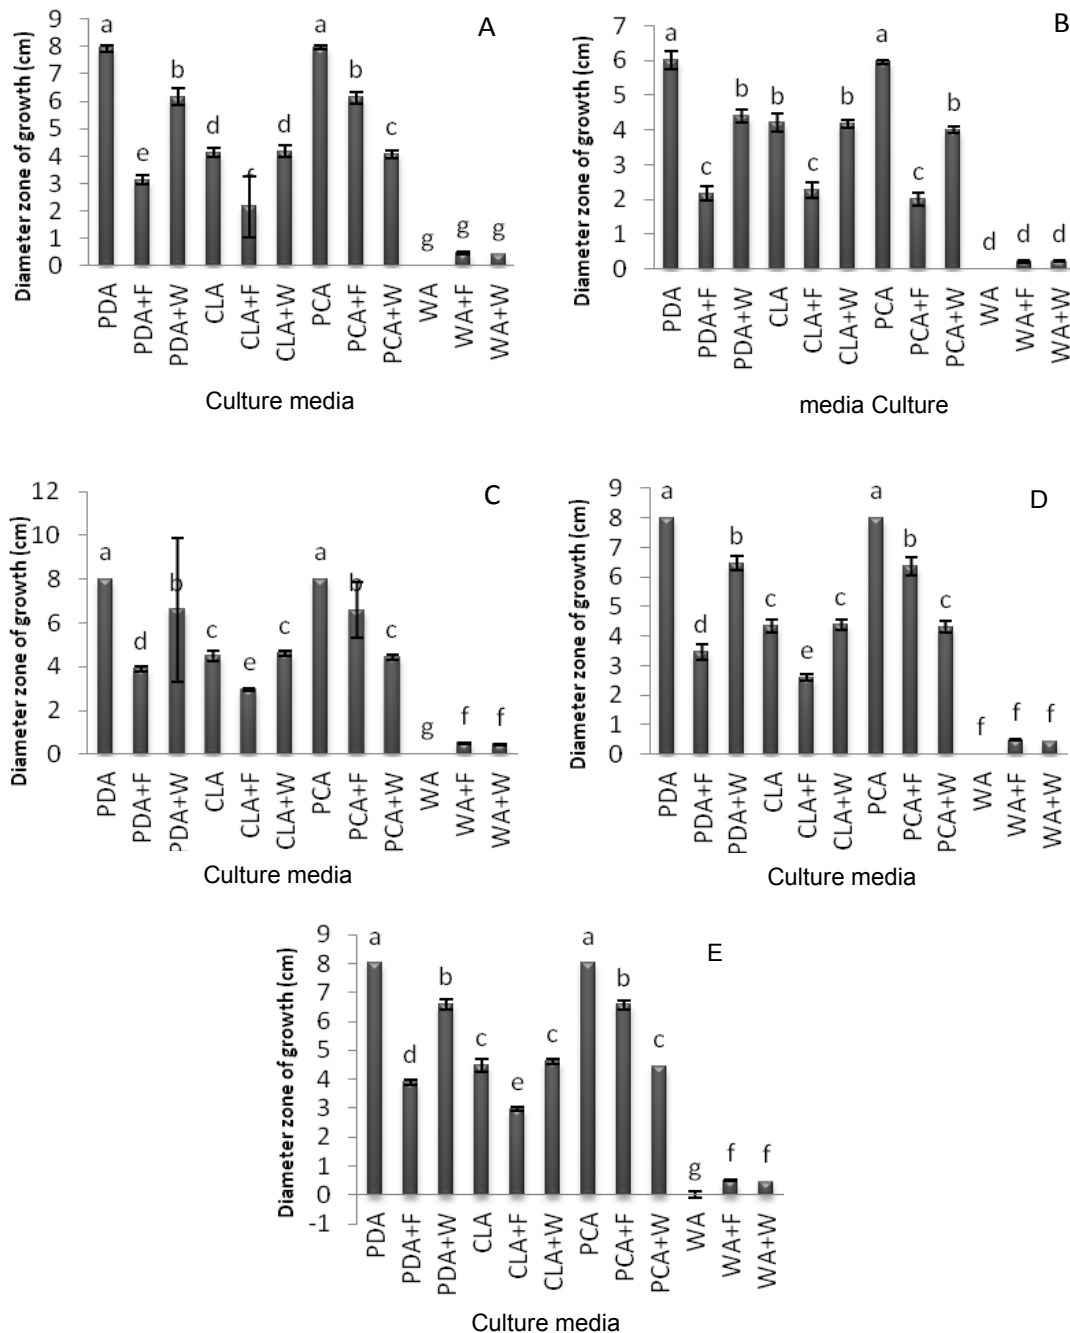 A
Diameter zone of growth (cm)
9
8
7
6
5
4
3
2
1
0
a
e
b
d
f
d
a
b
c
g
g
g
PDA
PDA+F
PDA+W
CLA
CLA+F
CLA+W
PCA
PCA+F
PCA+W
WA
WA+F
WA+W
Culture media
B
Diameter zone of growth (cm)
7
6
5
4
3
2
1
0
a
c
b
b
c
b
a
c
b
d
d
d
PDA
PDA+F
PDA+W
CLA
CLA+F
CLA+W
PCA
PCA+F
PCA+W
WA
WA+F
WA+W
media Culture
C
Diameter zone of growth (cm)
12
10
8
6
4
2
0
a
d
b
c
e
c
a
b
c
g
f
f
PDA
PDA+F
PDA+W
CLA
CLA+F
CLA+W
PCA
PCA+F
PCA+W
WA
WA+F
WA+W
Culture media
D
Diameter zone of growth (cm)
9
8
7
6
5
4
3
2
1
0
a
d
b
c
e
c
a
b
c
f
f
f
PDA
PDA+F
PDA+W
CLA
CLA+F
CLA+W
PCA
PCA+F
PCA+W
WA
WA+F
WA+W
Culture media
E
Diameter zone of growth (cm)
9
8
7
6
5
4
3
2
1
0
-1
a
d
b
c
e
c
a
b
c
g
f
f
PDA
PDA+F
PDA+W
CLA
CLA+F
CLA+W
PCA
PCA+F
PCA+W
WA
WA+F
WA+W
Culture media